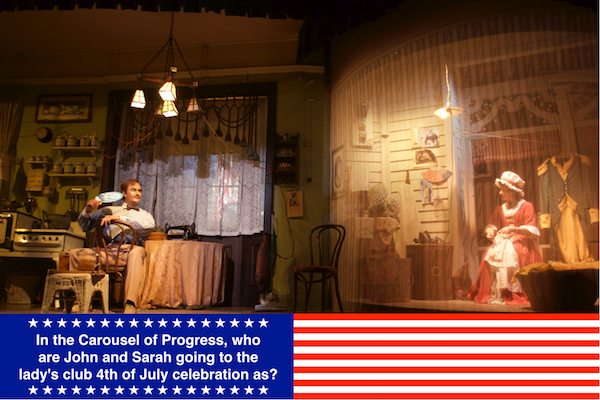 In the Carousel of Progress, who
are John and Sarah going to the
lady's club 4th of July celebration as?